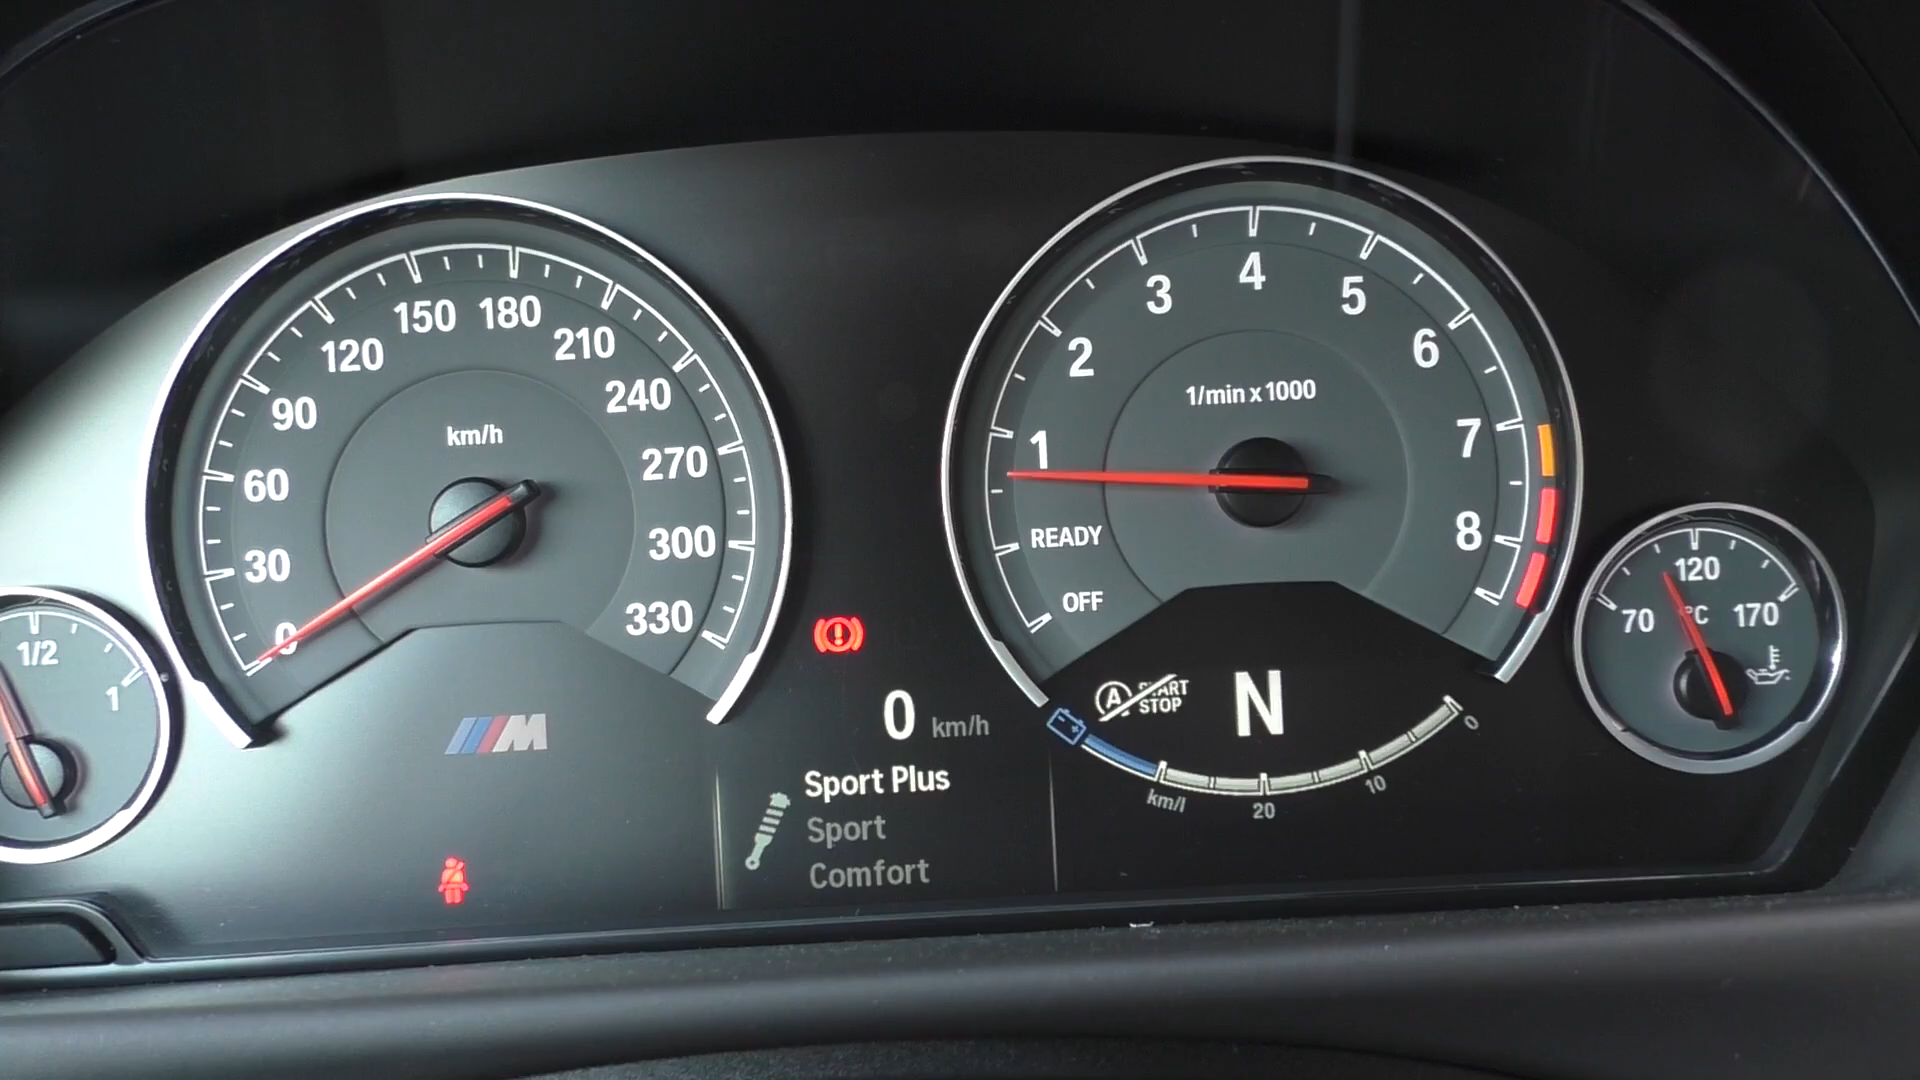 150 180
120 210
90 240
km/h
60 270
30 300
0 330
1/2
1
M
0 km/h
Sport Plus
Sport
Comfort
4
3 5
2 6
1/min x 1000
1 7
READY 8
OFF
A START
STOP
N
km/l 20 10 0
120
70 °C 170